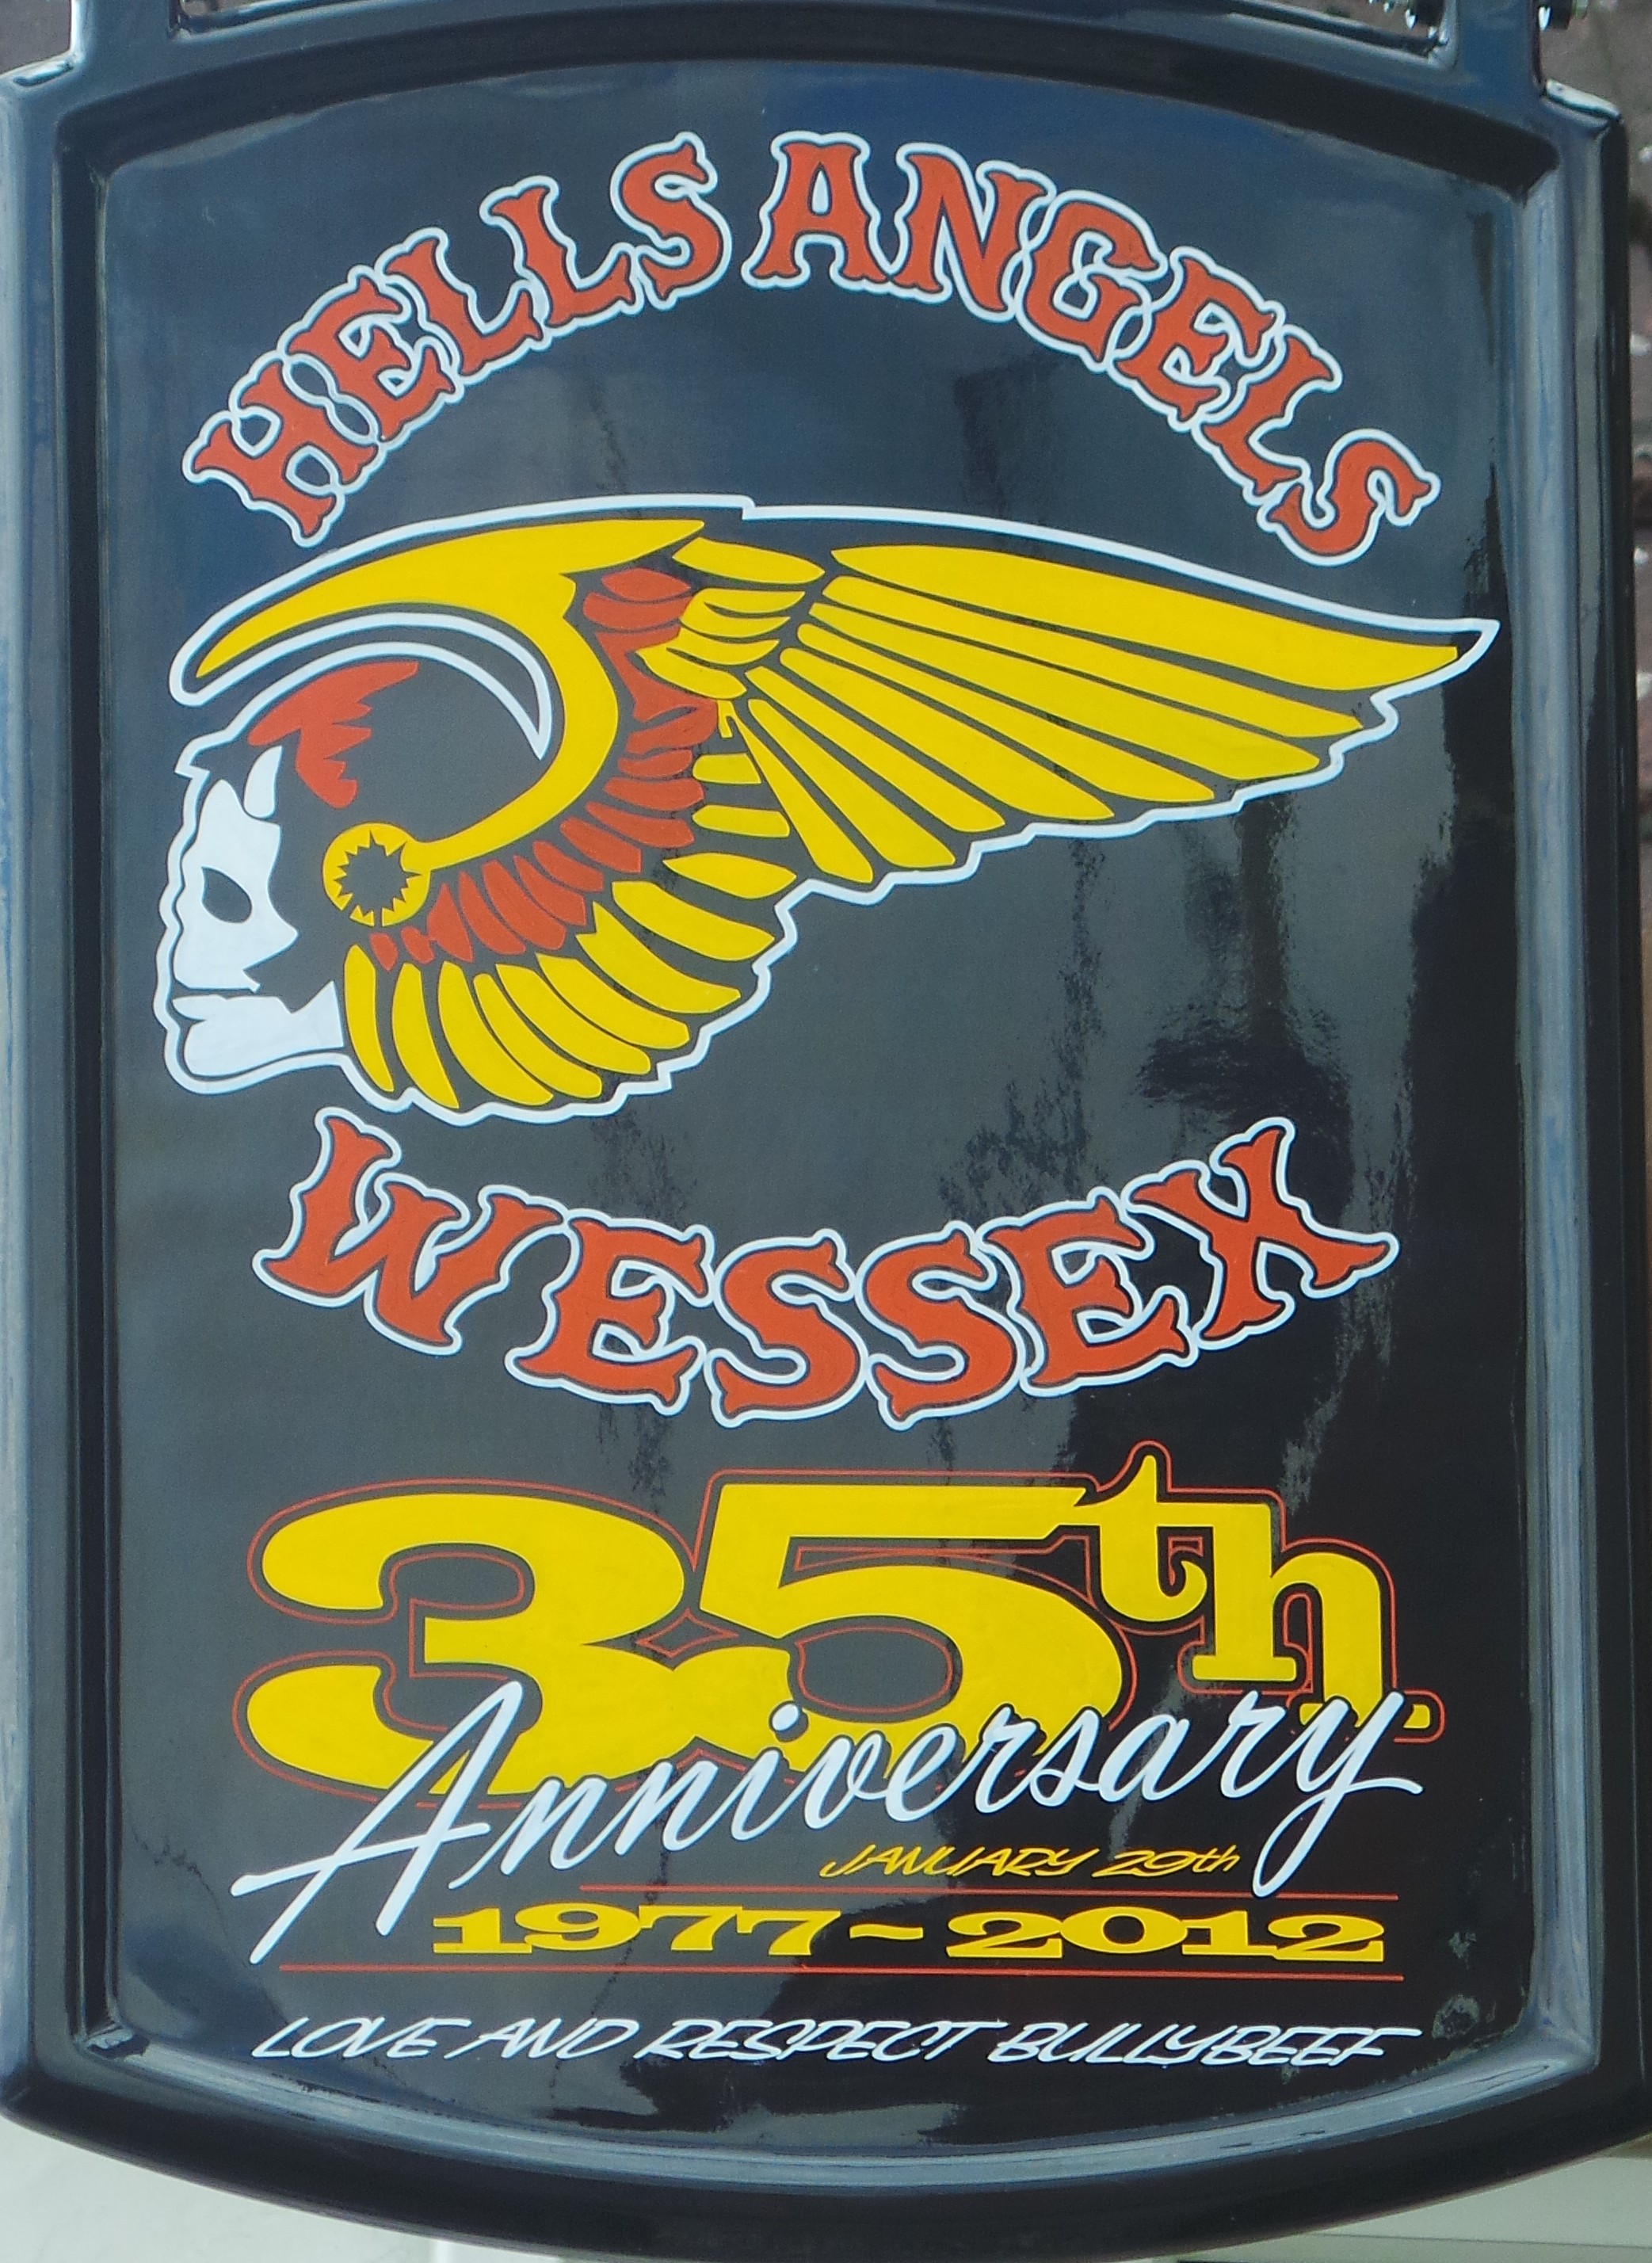 HELLS ANGELS
WESSEX
35th
Anniversary
JANUARY 29th
1977~2012
LOVE AND RESPECT BULLYBEEF